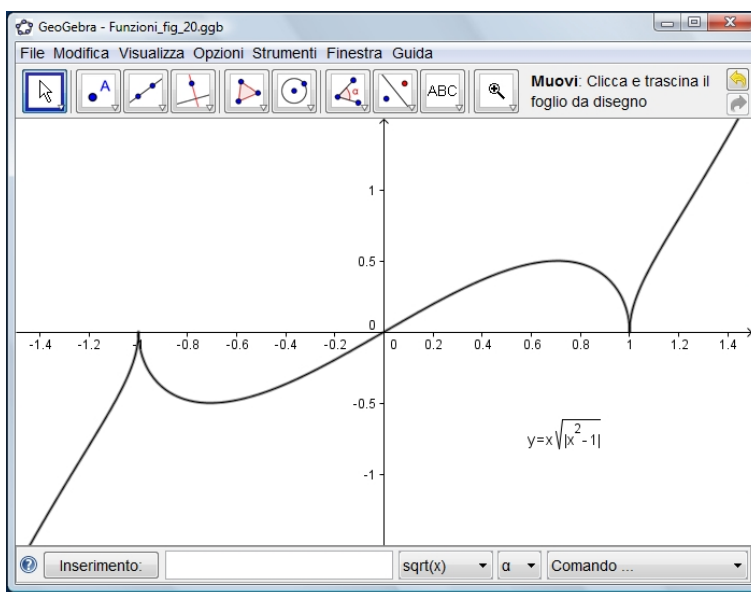 GeoGebra - Funzioni_fig_20.ggb
File Modifica Visualizza Opzioni Strumenti Finestra Guida
A
α
ABC
Muovi: Clicca e trascina il
foglio da disegno
1
0.5
0
-1.4 -1.2 -1 -0.8 -0.6 -0.4 -0.2 0 0.2 0.4 0.6 0.8 1 1.2 1.4
-0.5
y=x√|x²-1|
-1
Inserimento: sqrt(x) α Comando ...